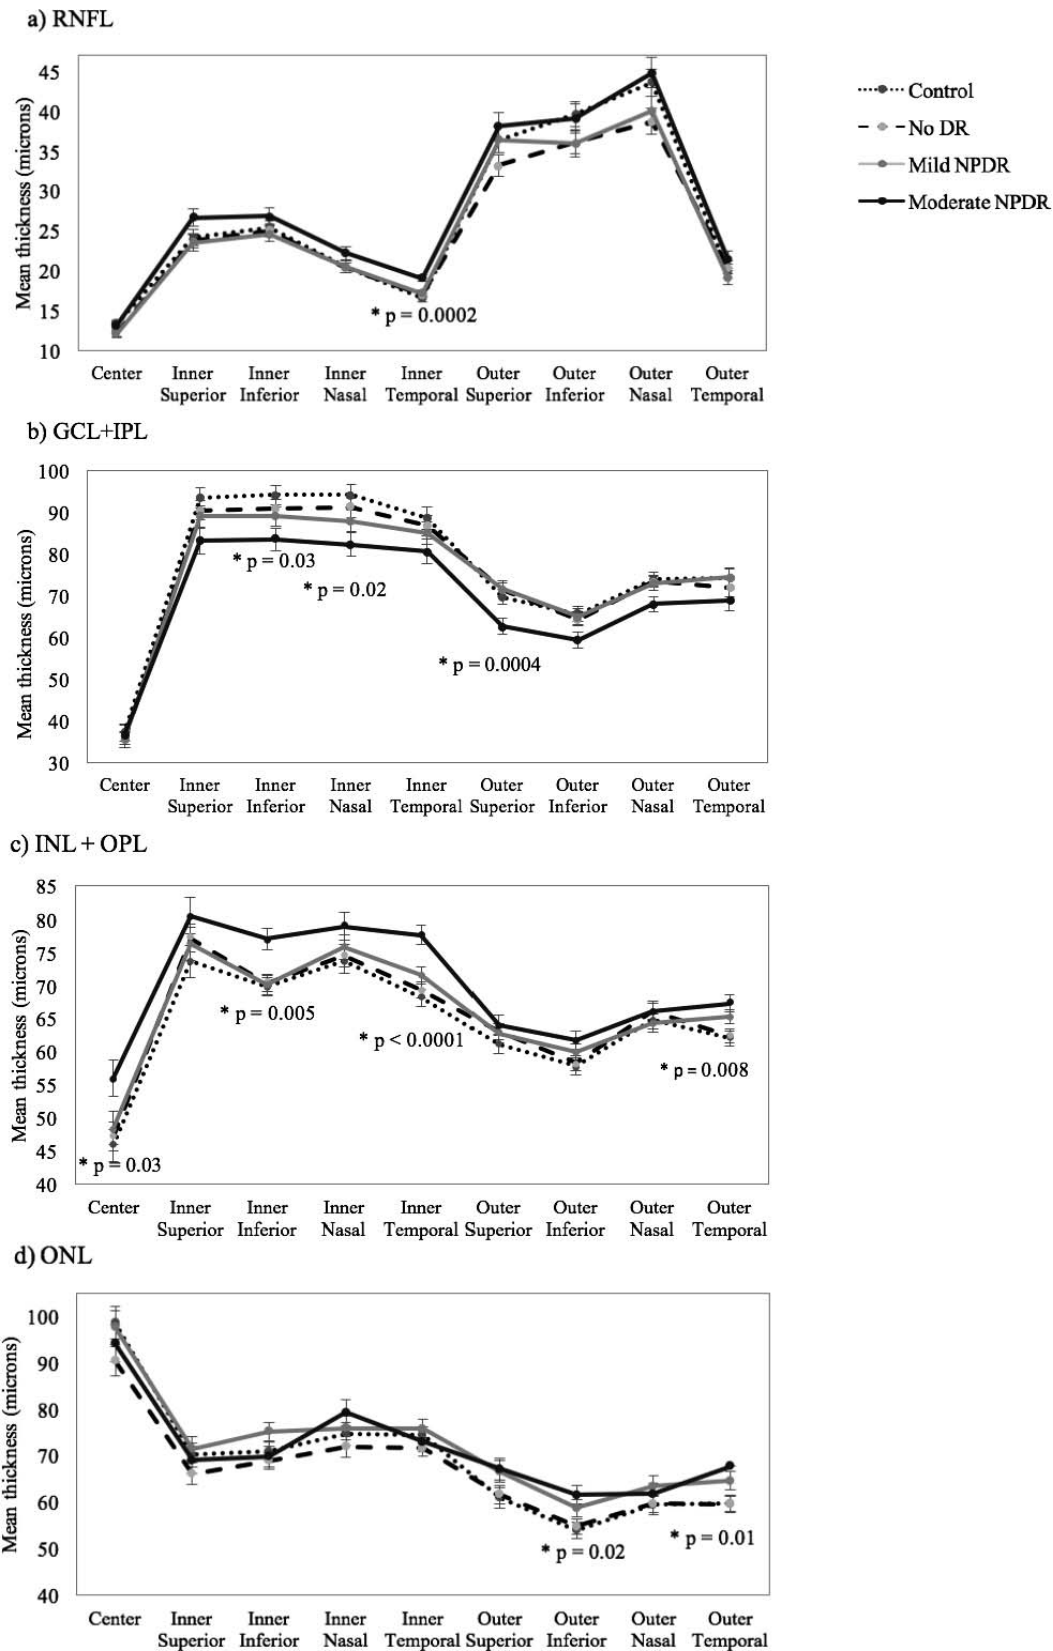 a) RNFL
Mean thickness (microns)
45
40
35
30
25
20
15
10
* p = 0.0002
Center
Inner Superior
Inner Inferior
Inner Nasal
Inner Temporal
Outer Superior
Outer Inferior
Outer Nasal
Outer Temporal
Control
No DR
Mild NPDR
Moderate NPDR
b) GCL+IPL
Mean thickness (microns)
100
90
80
70
60
50
40
30
* p = 0.03
* p = 0.02
* p = 0.0004
Center
Inner Superior
Inner Inferior
Inner Nasal
Inner Temporal
Outer Superior
Outer Inferior
Outer Nasal
Outer Temporal
c) INL + OPL
Mean thickness (microns)
85
80
75
70
65
60
55
50
45
40
* p = 0.03
* p = 0.005
* p < 0.0001
* p = 0.008
Center
Inner Superior
Inner Inferior
Inner Nasal
Inner Temporal
Outer Superior
Outer Inferior
Outer Nasal
Outer Temporal
d) ONL
Mean thickness (microns)
100
90
80
70
60
50
40
* p = 0.02
* p = 0.01
Center
Inner Superior
Inner Inferior
Inner Nasal
Inner Temporal
Outer Superior
Outer Inferior
Outer Nasal
Outer Temporal